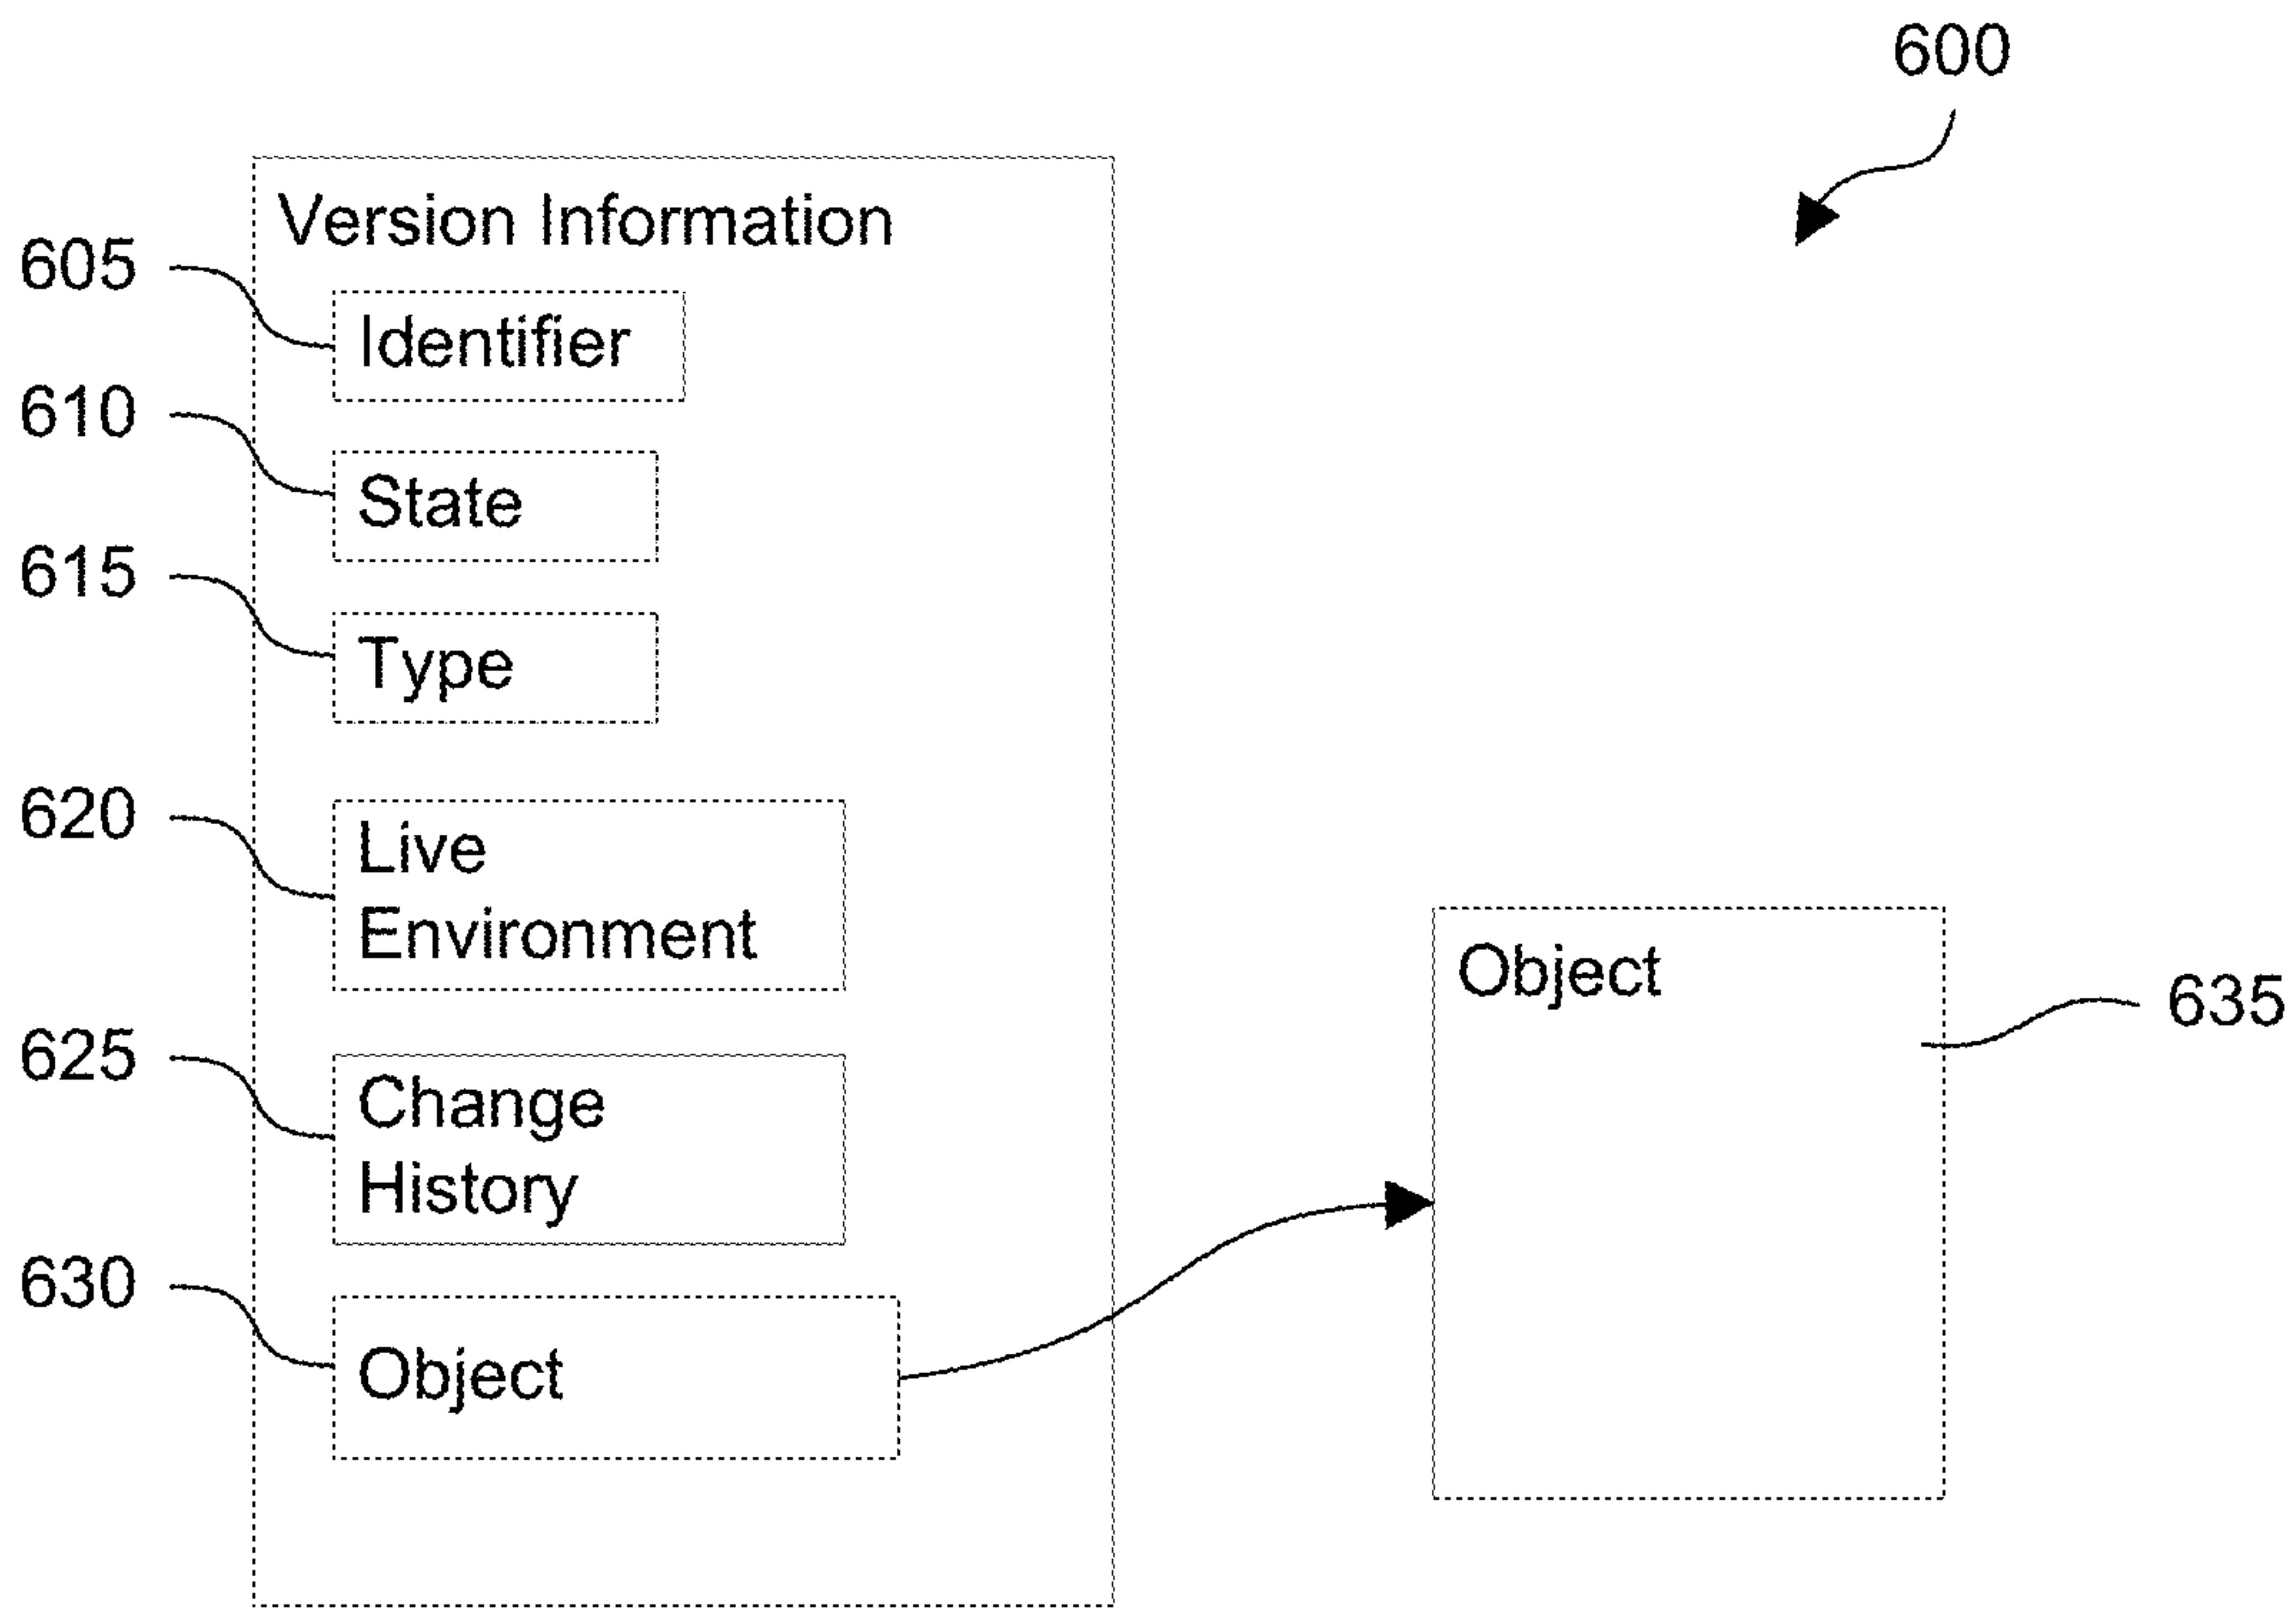 600
Version Information
605
Identifier
610
State
615
Type
620
Live
Environment
625
Change
History
630
Object
Object
635